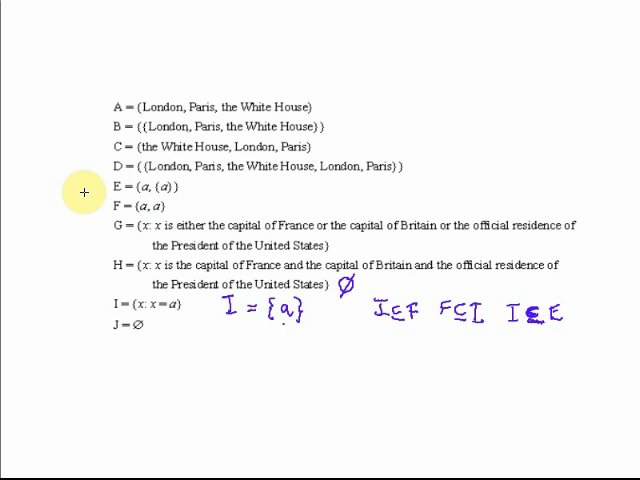 A = {London, Paris, the White House}
B = {{London, Paris, the White House}}
C = {the White House, London, Paris}
D = {{London, Paris, the White House, London, Paris}}
E = {a, {a}}
F = {a, a}
G = {x: x is either the capital of France or the capital of Britain or the official residence of
the President of the United States}
H = {x: x is the capital of France and the capital of Britain and the official residence of
the President of the United States} ∅
I = {x: x = a} I = {a} I ⊆ F F ⊆ I I ⊆ E
J = ∅